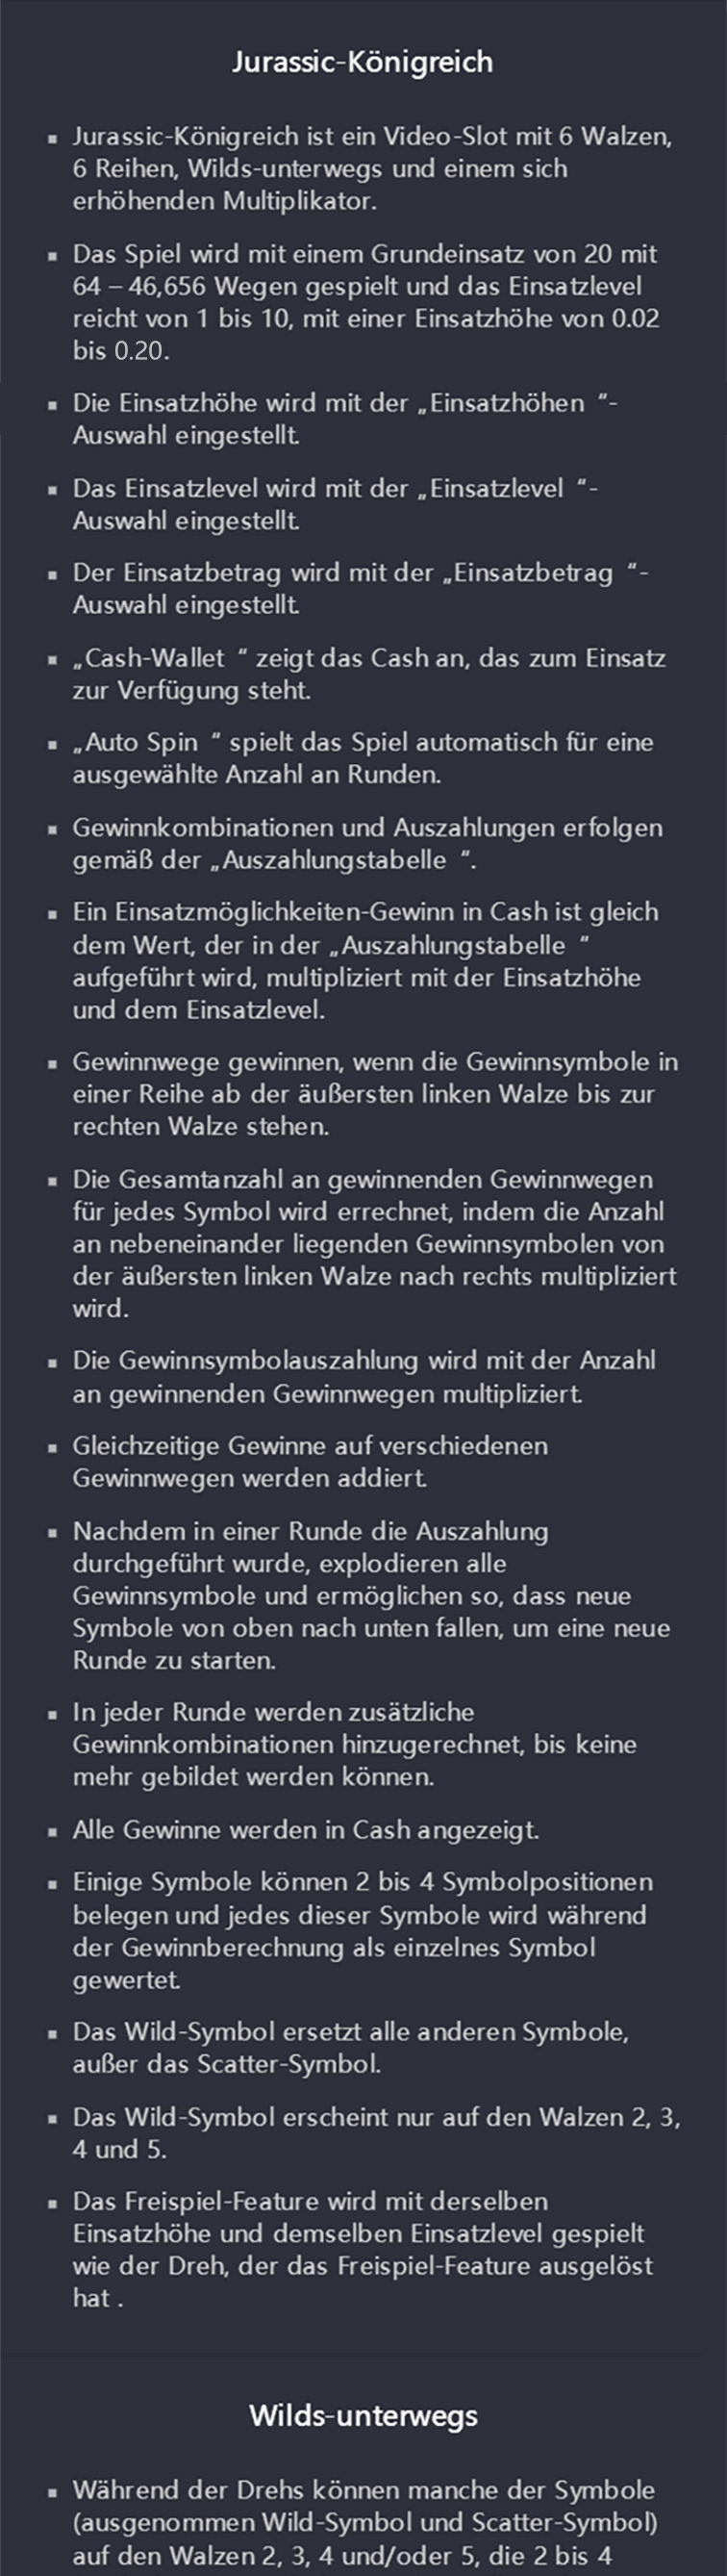 Jurassic-Königreich
▪ Jurassic-Königreich ist ein Video-Slot mit 6 Walzen,
6 Reihen, Wilds-unterwegs und einem sich
erhöhenden Multiplikator.
▪ Das Spiel wird mit einem Grundeinsatz von 20 mit
64 – 46,656 Wegen gespielt und das Einsatzlevel
reicht von 1 bis 10, mit einer Einsatzhöhe von 0.02
bis 0.20.
▪ Die Einsatzhöhe wird mit der „Einsatzhöhen “-
Auswahl eingestellt.
▪ Das Einsatzlevel wird mit der „Einsatzlevel “-
Auswahl eingestellt.
▪ Der Einsatzbetrag wird mit der „Einsatzbetrag “-
Auswahl eingestellt.
▪ „Cash-Wallet “ zeigt das Cash an, das zum Einsatz
zur Verfügung steht.
▪ „Auto Spin “ spielt das Spiel automatisch für eine
ausgewählte Anzahl an Runden.
▪ Gewinnkombinationen und Auszahlungen erfolgen
gemäß der „Auszahlungstabelle “.
▪ Ein Einsatzmöglichkeiten-Gewinn in Cash ist gleich
dem Wert, der in der „Auszahlungstabelle “
aufgeführt wird, multipliziert mit der Einsatzhöhe
und dem Einsatzlevel.
▪ Gewinnwege gewinnen, wenn die Gewinnsymbole in
einer Reihe ab der äußersten linken Walze bis zur
rechten Walze stehen.
▪ Die Gesamtanzahl an gewinnenden Gewinnwegen
für jedes Symbol wird errechnet, indem die Anzahl
an nebeneinander liegenden Gewinnsymbolen von
der äußersten linken Walze nach rechts multipliziert
wird.
▪ Die Gewinnsymbolauszahlung wird mit der Anzahl
an gewinnenden Gewinnwegen multipliziert.
▪ Gleichzeitige Gewinne auf verschiedenen
Gewinnwegen werden addiert.
▪ Nachdem in einer Runde die Auszahlung
durchgeführt wurde, explodieren alle
Gewinnsymbole und ermöglichen so, dass neue
Symbole von oben nach unten fallen, um eine neue
Runde zu starten.
▪ In jeder Runde werden zusätzliche
Gewinnkombinationen hinzugerechnet, bis keine
mehr gebildet werden können.
▪ Alle Gewinne werden in Cash angezeigt.
▪ Einige Symbole können 2 bis 4 Symbolpositionen
belegen und jedes dieser Symbole wird während
der Gewinnberechnung als einzelnes Symbol
gewertet.
▪ Das Wild-Symbol ersetzt alle anderen Symbole,
außer das Scatter-Symbol.
▪ Das Wild-Symbol erscheint nur auf den Walzen 2, 3,
4 und 5.
▪ Das Freispiel-Feature wird mit derselben
Einsatzhöhe und demselben Einsatzlevel gespielt
wie der Dreh, der das Freispiel-Feature ausgelöst
hat .
Wilds-unterwegs
▪ Während der Drehs können manche der Symbole
(ausgenommen Wild-Symbol und Scatter-Symbol)
auf den Walzen 2, 3, 4 und/oder 5, die 2 bis 4